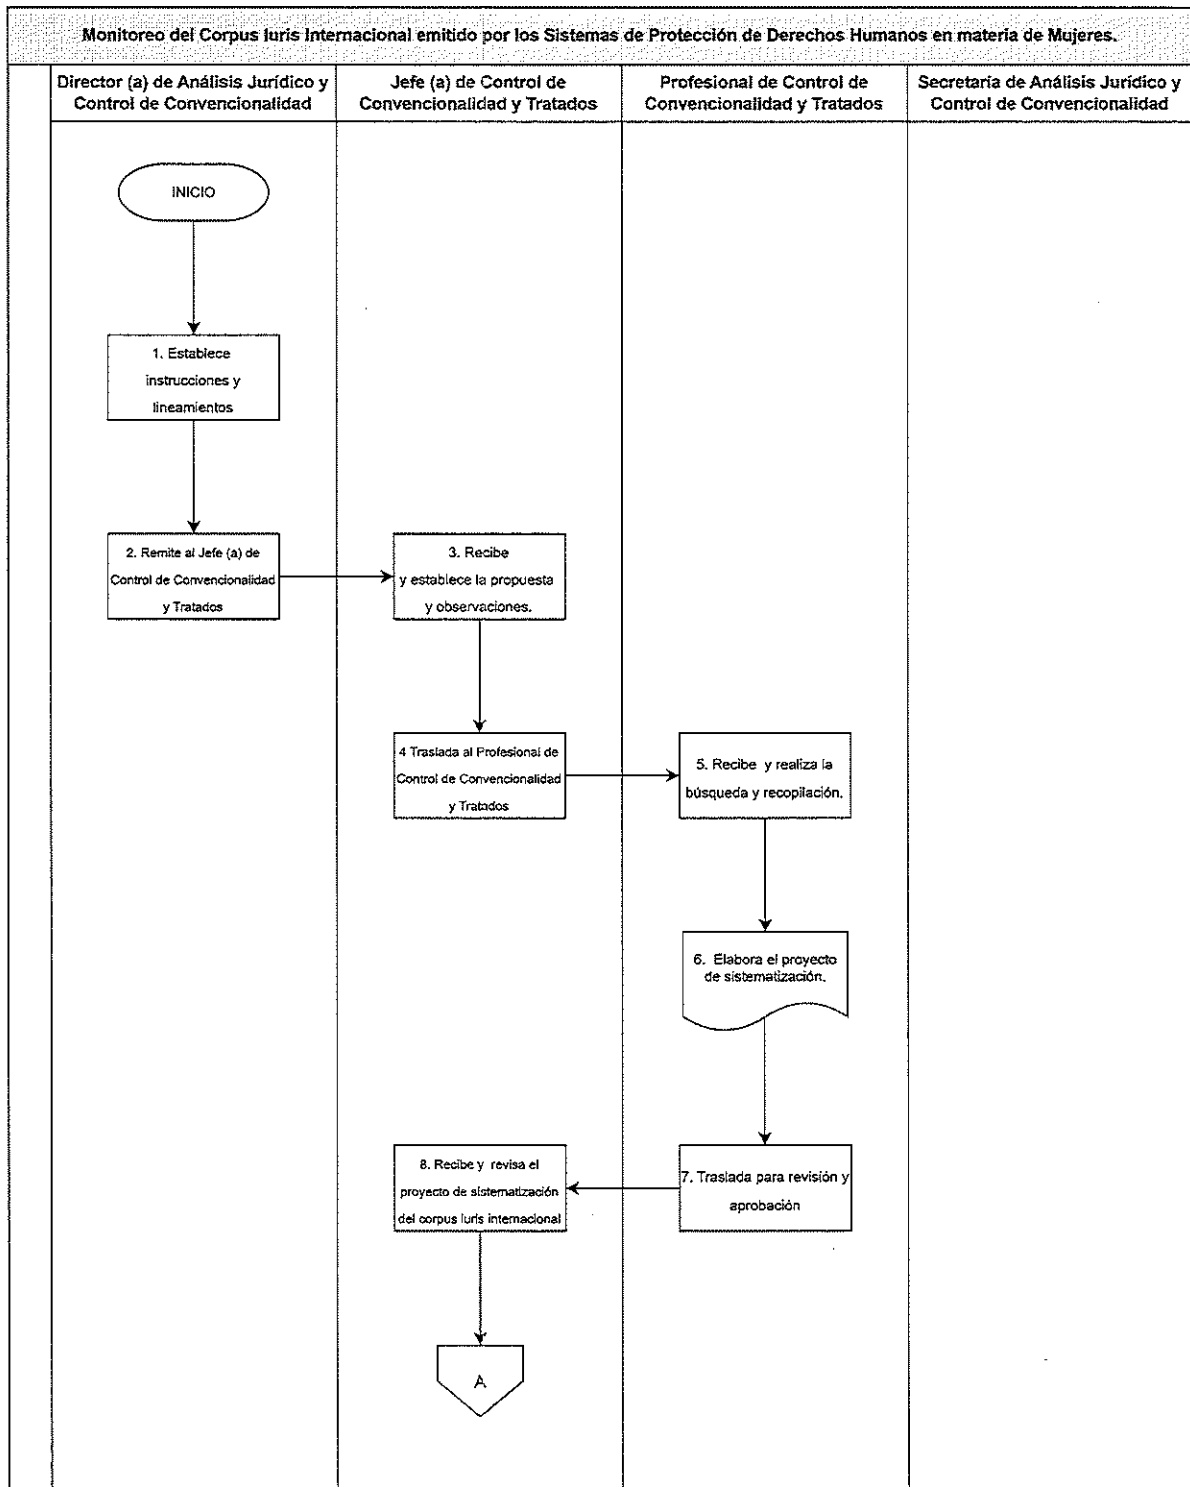 Monitoreo del Corpus Iuris Internacional emitido por los Sistemas de Protección de Derechos Humanos en materia de Mujeres.
Director (a) de Análisis Jurídico y
Control de Convencionalidad
Jefe (a) de Control de
Convencionalidad y Tratados
Profesional de Control de
Convencionalidad y Tratados
Secretaria de Análisis Jurídico y
Control de Convencionalidad
INICIO
1. Establece
instrucciones y
lineamientos
2. Remite al Jefe (a) de
Control de Convencionalidad
y Tratados
3. Recibe
y establece la propuesta
y observaciones.
4 Traslada al Profesional de
Control de Convencionalidad
y Tratados
5. Recibe y realiza la
búsqueda y recopilación.
6. Elabora el proyecto
de sistematización.
7. Traslada para revisión y
aprobación
8. Recibe y revisa el
proyecto de sistematización
del corpus iuris internacional
A